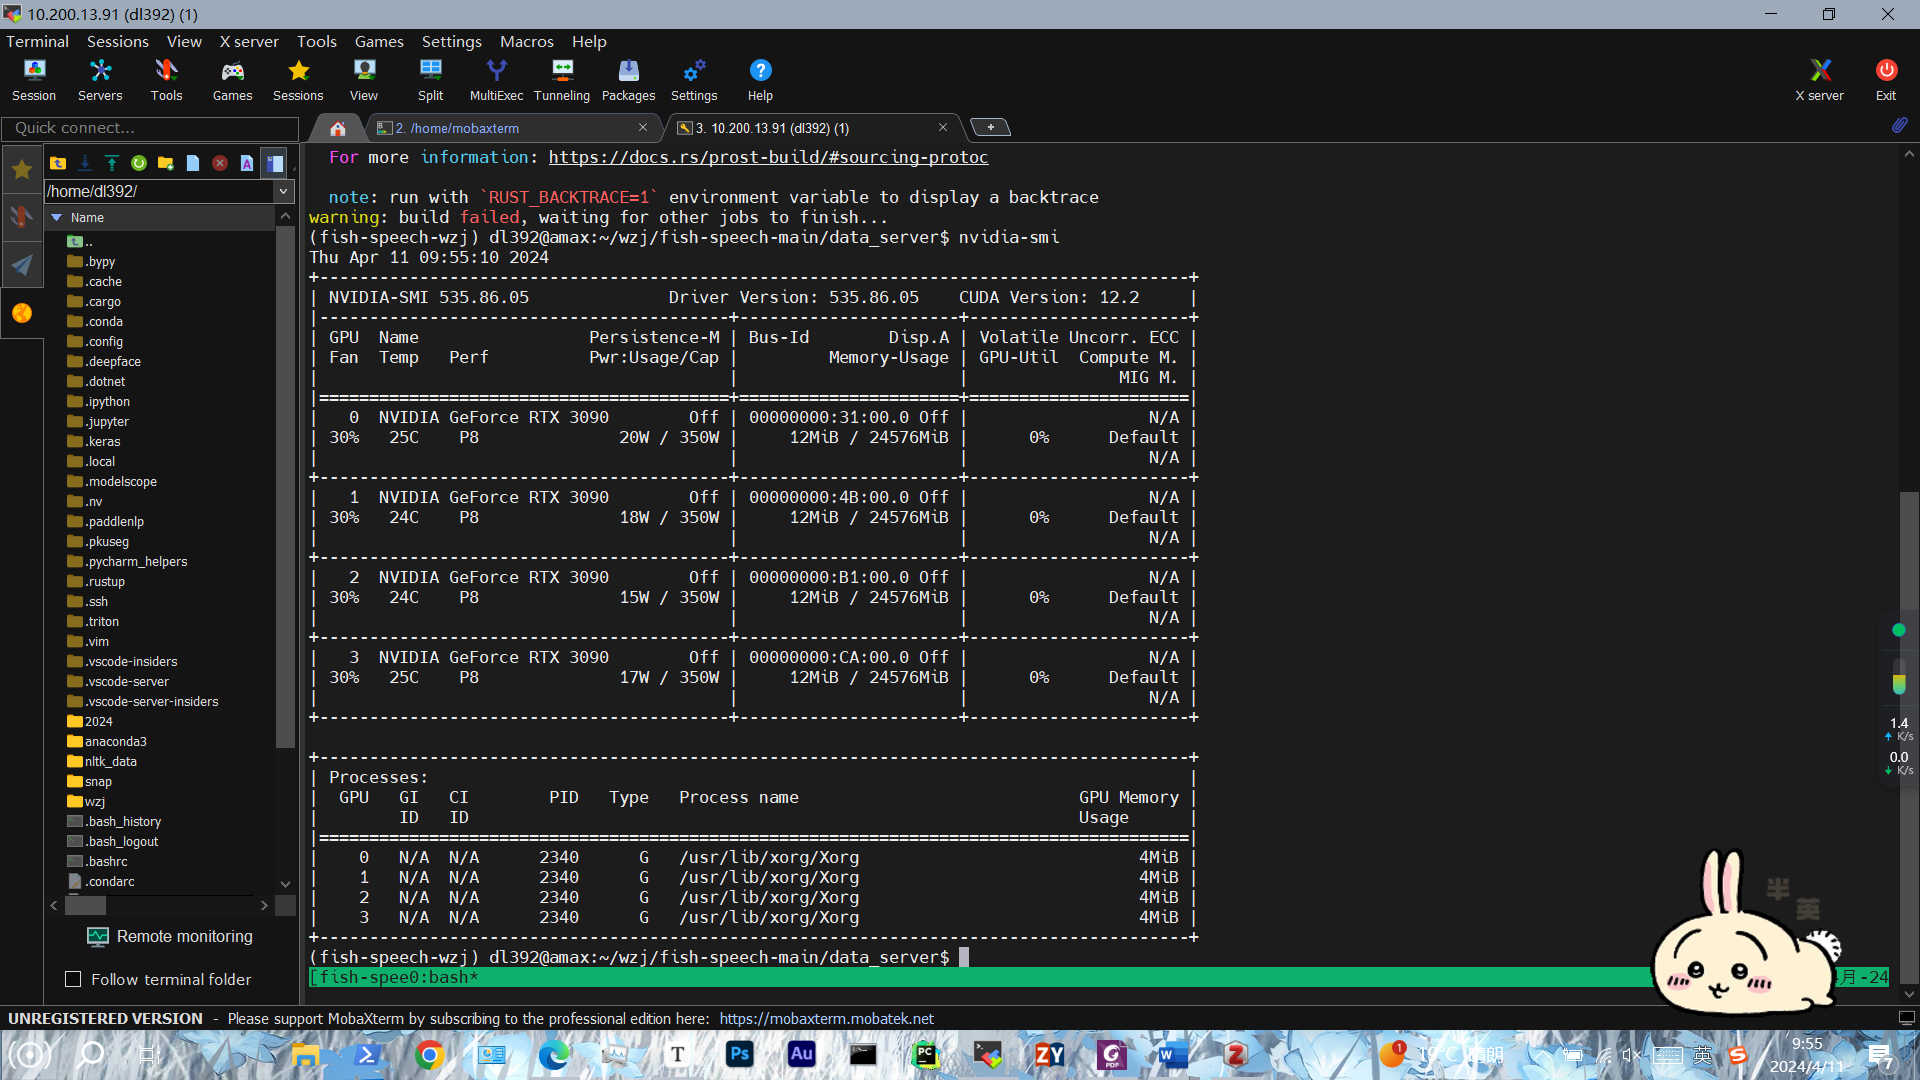 10.200.13.91 (dl392) (1)
Terminal Sessions View X server Tools Games Settings Macros Help
Session Servers Tools Games Sessions View Split MultiExec Tunneling Packages Settings Help X server Exit
Quick connect...
2. /home/mobaxterm
3. 10.200.13.91 (dl392) (1)
/home/dl392/
Name
..
.bypy
.cache
.cargo
.conda
.config
.deepface
.dotnet
.ipython
.jupyter
.keras
.local
.modelscope
.nv
.paddlenlp
.pkuseg
.pycharm_helpers
.rustup
.ssh
.triton
.vim
.vscode-insiders
.vscode-server
.vscode-server-insiders
2024
anaconda3
nltk_data
snap
wzj
.bash_history
.bash_logout
.bashrc
.condarc
Remote monitoring
Follow terminal folder
For more information: https://docs.rs/prost-build/#sourcing-protoc
note: run with `RUST_BACKTRACE=1` environment variable to display a backtrace
warning: build failed, waiting for other jobs to finish...
(fish-speech-wzj) dl392@amax:~/wzj/fish-speech-main/data_server$ nvidia-smi
Thu Apr 11 09:55:10 2024
+---------------------------------------------------------------------------------------+
| NVIDIA-SMI 535.86.05              Driver Version: 535.86.05    CUDA Version: 12.2     |
|-----------------------------------------+----------------------+----------------------+
| GPU  Name                 Persistence-M | Bus-Id        Disp.A | Volatile Uncorr. ECC |
| Fan  Temp   Perf          Pwr:Usage/Cap |         Memory-Usage | GPU-Util  Compute M. |
|                                         |                      |               MIG M. |
|=========================================+======================+======================|
|   0  NVIDIA GeForce RTX 3090        Off | 00000000:31:00.0 Off |                  N/A |
| 30%   25C    P8              20W / 350W |     12MiB / 24576MiB |      0%      Default |
|                                         |                      |                  N/A |
+-----------------------------------------+----------------------+----------------------+
|   1  NVIDIA GeForce RTX 3090        Off | 00000000:4B:00.0 Off |                  N/A |
| 30%   24C    P8              18W / 350W |     12MiB / 24576MiB |      0%      Default |
|                                         |                      |                  N/A |
+-----------------------------------------+----------------------+----------------------+
|   2  NVIDIA GeForce RTX 3090        Off | 00000000:B1:00.0 Off |                  N/A |
| 30%   24C    P8              15W / 350W |     12MiB / 24576MiB |      0%      Default |
|                                         |                      |                  N/A |
+-----------------------------------------+----------------------+----------------------+
|   3  NVIDIA GeForce RTX 3090        Off | 00000000:CA:00.0 Off |                  N/A |
| 30%   25C    P8              17W / 350W |     12MiB / 24576MiB |      0%      Default |
|                                         |                      |                  N/A |
+-----------------------------------------+----------------------+----------------------+
+---------------------------------------------------------------------------------------+
| Processes:                                                                            |
|  GPU   GI   CI        PID   Type   Process name                            GPU Memory |
|        ID   ID                                                             Usage      |
|=======================================================================================|
|    0   N/A  N/A      2340      G   /usr/lib/xorg/Xorg                            4MiB |
|    1   N/A  N/A      2340      G   /usr/lib/xorg/Xorg                            4MiB |
|    2   N/A  N/A      2340      G   /usr/lib/xorg/Xorg                            4MiB |
|    3   N/A  N/A      2340      G   /usr/lib/xorg/Xorg                            4MiB |
+---------------------------------------------------------------------------------------+
(fish-speech-wzj) dl392@amax:~/wzj/fish-speech-main/data_server$
[fish-spee0:bash*
月-24
半
英
1.4
K/s
0.0
K/s
UNREGISTERED VERSION - Please support MobaXterm by subscribing to the professional edition here: https://mobaxterm.mobatek.net
T Ps Au PC ZY G PDF W Z
1
19°C 晴朗
英
S
9:55
2024/4/11
7